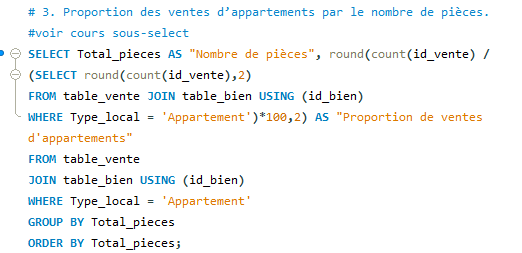 # 3. Proportion des ventes d’appartements par le nombre de pièces.
#voir cours sous-select
SELECT Total_pieces AS "Nombre de pièces", round(count(id_vente) /
(SELECT round(count(id_vente),2)
FROM table_vente JOIN table_bien USING (id_bien)
WHERE Type_local = 'Appartement')*100,2) AS "Proportion de ventes
d'appartements"
FROM table_vente
JOIN table_bien USING (id_bien)
WHERE Type_local = 'Appartement'
GROUP BY Total_pieces
ORDER BY Total_pieces;